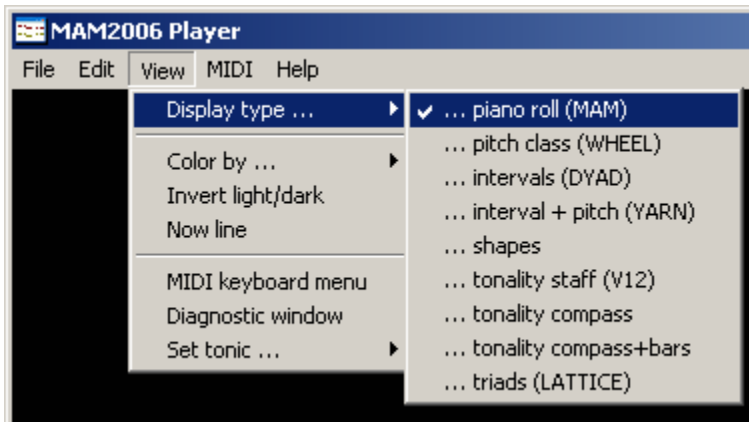 MAM2006 Player
File Edit View MIDI Help
Display type ...
Color by ...
Invert light/dark
Now line
MIDI keyboard menu
Diagnostic window
Set tonic ...
... piano roll (MAM)
... pitch class (WHEEL)
... intervals (DYAD)
... interval + pitch (YARN)
... shapes
... tonality staff (V12)
... tonality compass
... tonality compass+bars
... triads (LATTICE)